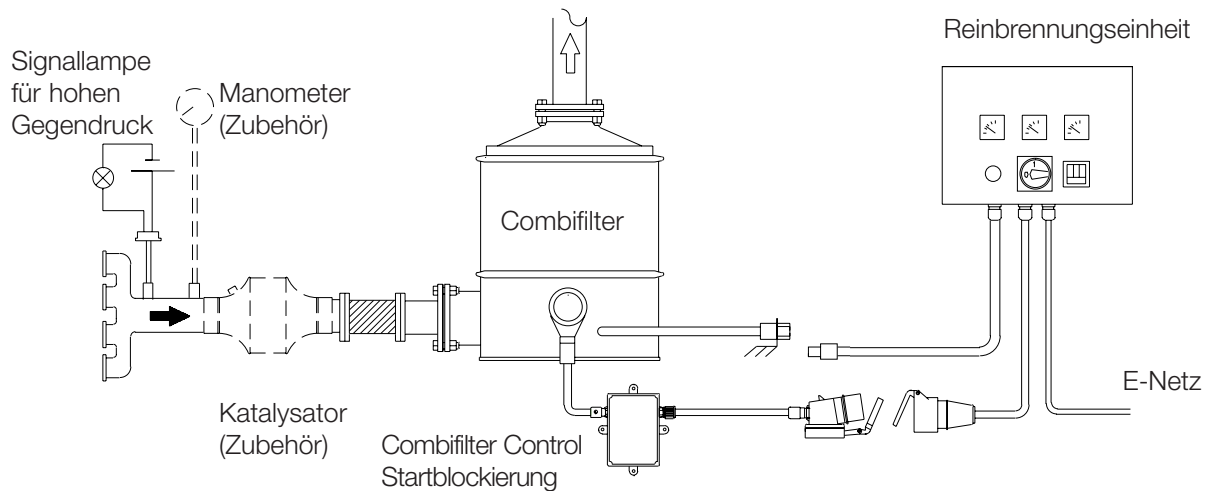 Reinbrennungseinheit
Signallampe
für hohen
Gegendruck
Manometer
(Zubehör)
Combifilter
E-Netz
Katalysator
(Zubehör)
Combifilter Control
Startblockierung